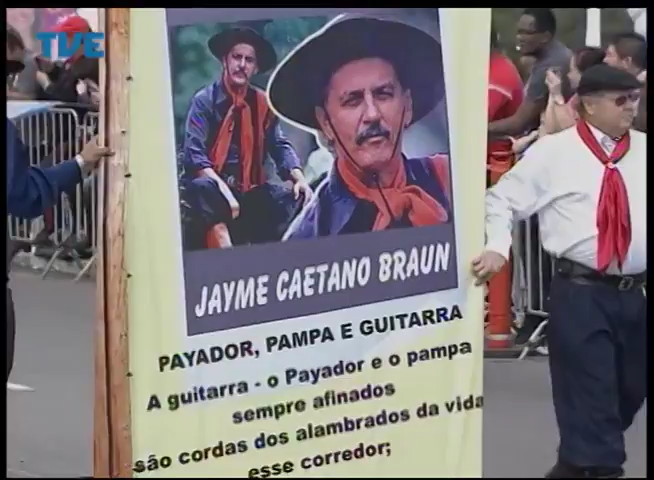 TVE
JAYME CAETANO BRAUN
PAYADOR, PAMPA E GUITARRA
A guitarra - o Payador e o pampa
sempre afinados
são cordas dos alambrados da vida
esse corredor;